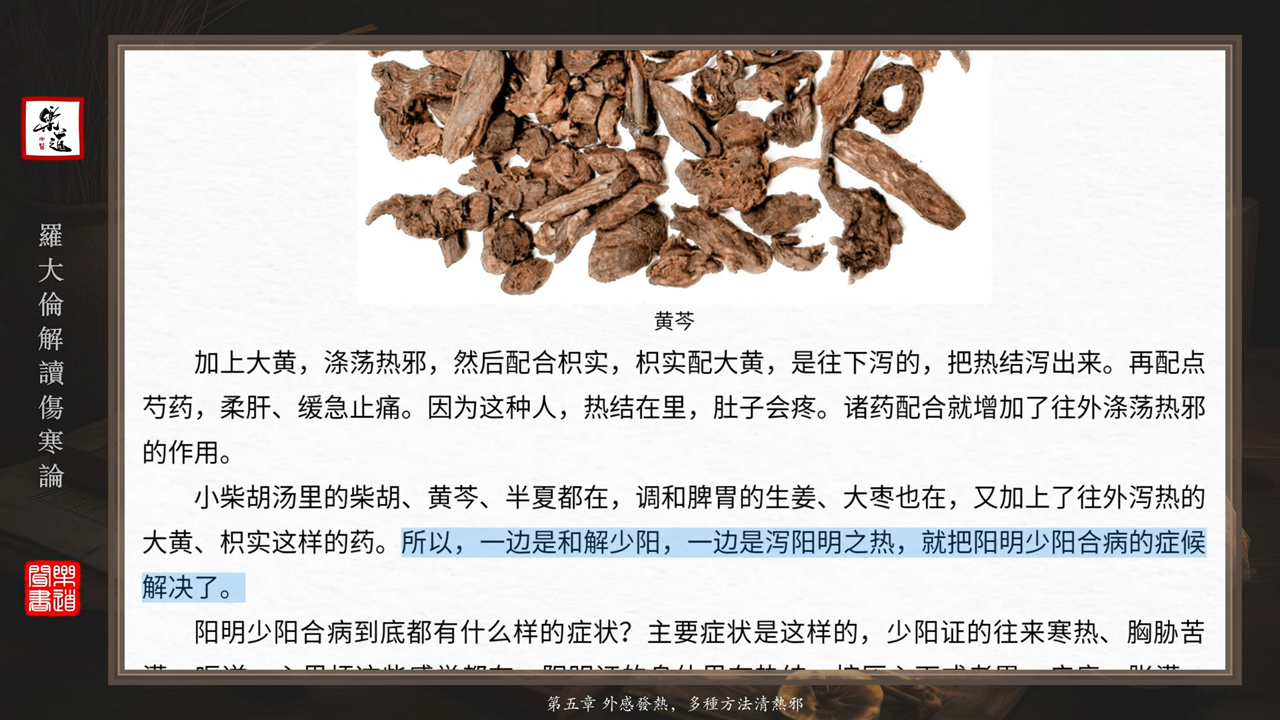 樂道
羅大倫解讀傷寒論
樂道
閱書
黄芩
加上大黄，涤荡热邪，然后配合枳实，枳实配大黄，是往下泻的，把热结泻出来。再配点
芍药，柔肝、缓急止痛。因为这种人，热结在里，肚子会疼。诸药配合就增加了往外涤荡热邪
的作用。
小柴胡汤里的柴胡、黄芩、半夏都在，调和脾胃的生姜、大枣也在，又加上了往外泻热的
大黄、枳实这样的药。所以，一边是和解少阳，一边是泻阳明之热，就把阳明少阳合病的症候
解决了。
阳明少阳合病到底都有什么样的症状？主要症状是这样的，少阳证的往来寒热、胸胁苦
第五章 外感發熱，多種方法清熱邪